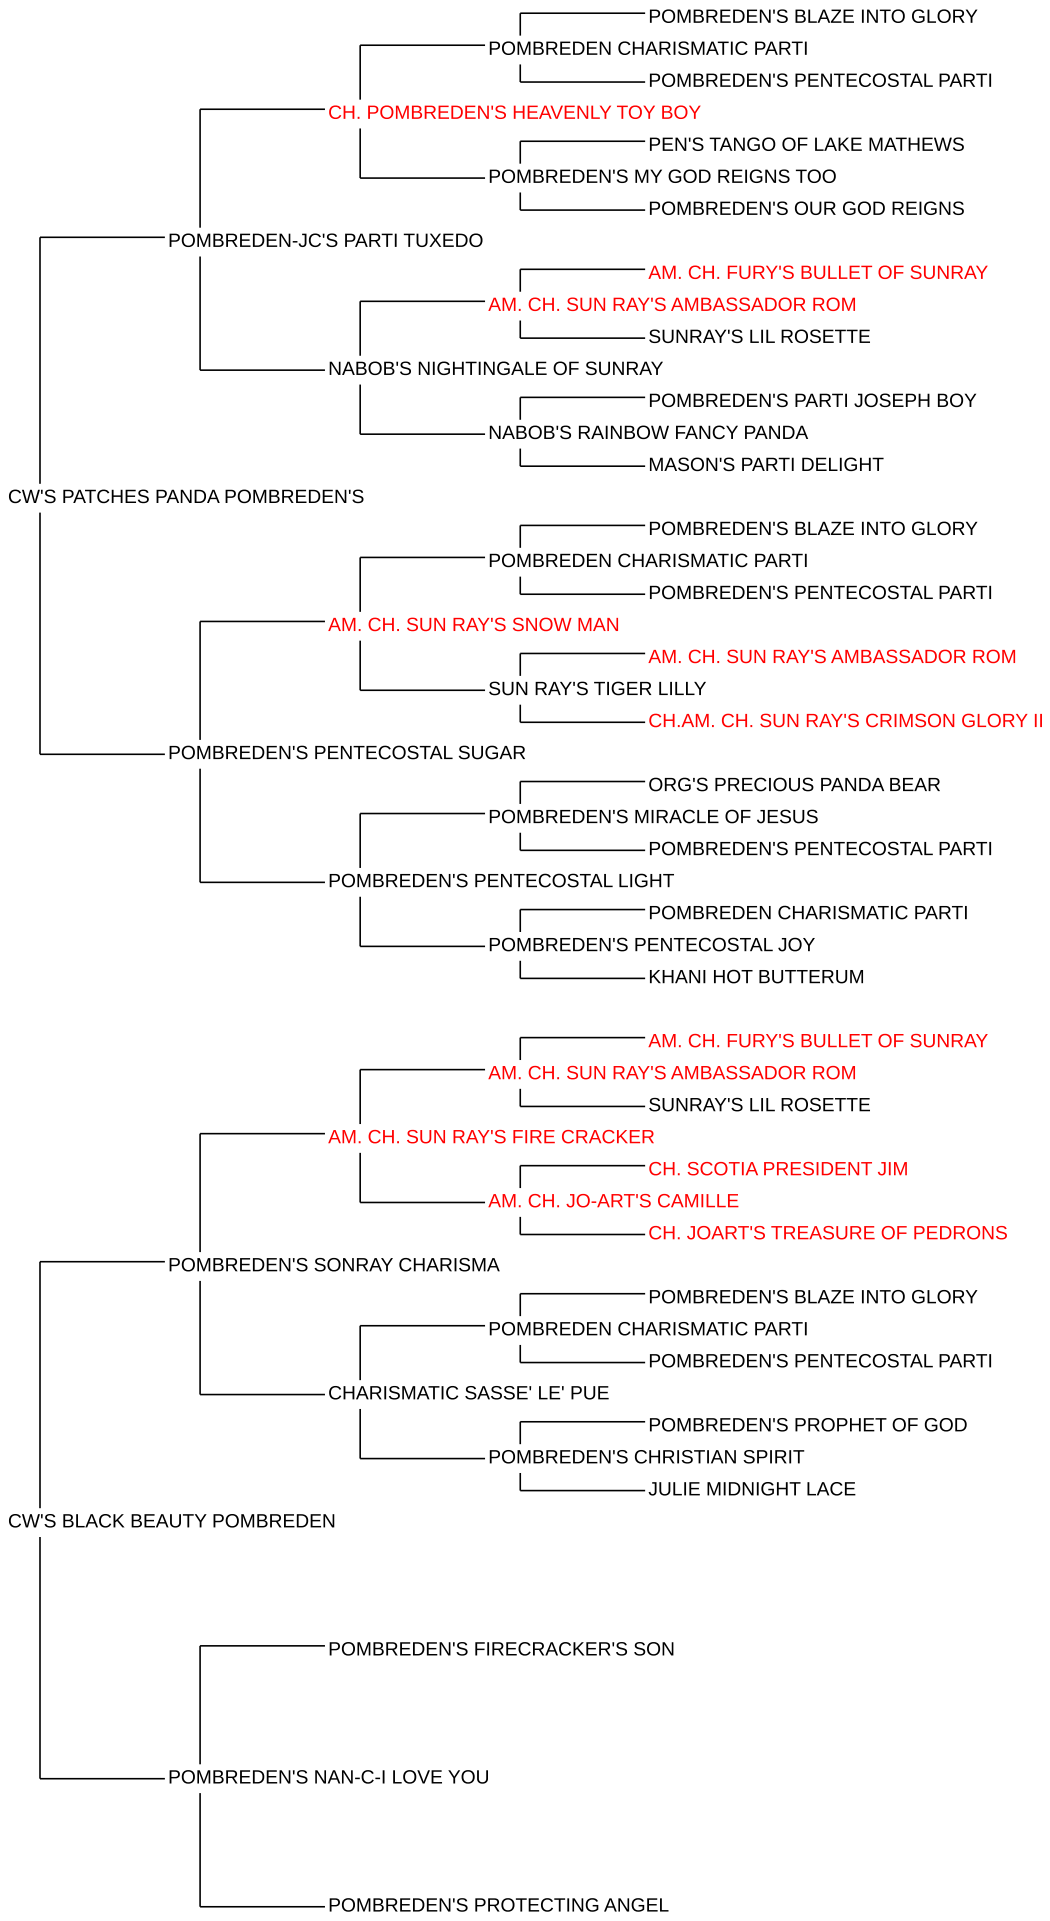 POMBREDEN'S BLAZE INTO GLORY
POMBREDEN CHARISMATIC PARTI
POMBREDEN'S PENTECOSTAL PARTI
CH. POMBREDEN'S HEAVENLY TOY BOY
PEN'S TANGO OF LAKE MATHEWS
POMBREDEN'S MY GOD REIGNS TOO
POMBREDEN'S OUR GOD REIGNS
POMBREDEN-JC'S PARTI TUXEDO
AM. CH. FURY'S BULLET OF SUNRAY
AM. CH. SUN RAY'S AMBASSADOR ROM
SUNRAY'S LIL ROSETTE
NABOB'S NIGHTINGALE OF SUNRAY
POMBREDEN'S PARTI JOSEPH BOY
NABOB'S RAINBOW FANCY PANDA
MASON'S PARTI DELIGHT
CW'S PATCHES PANDA POMBREDEN'S
POMBREDEN'S BLAZE INTO GLORY
POMBREDEN CHARISMATIC PARTI
POMBREDEN'S PENTECOSTAL PARTI
AM. CH. SUN RAY'S SNOW MAN
AM. CH. SUN RAY'S AMBASSADOR ROM
SUN RAY'S TIGER LILLY
CH.AM. CH. SUN RAY'S CRIMSON GLORY II
POMBREDEN'S PENTECOSTAL SUGAR
ORG'S PRECIOUS PANDA BEAR
POMBREDEN'S MIRACLE OF JESUS
POMBREDEN'S PENTECOSTAL PARTI
POMBREDEN'S PENTECOSTAL LIGHT
POMBREDEN CHARISMATIC PARTI
POMBREDEN'S PENTECOSTAL JOY
KHANI HOT BUTTERUM
AM. CH. FURY'S BULLET OF SUNRAY
AM. CH. SUN RAY'S AMBASSADOR ROM
SUNRAY'S LIL ROSETTE
AM. CH. SUN RAY'S FIRE CRACKER
CH. SCOTIA PRESIDENT JIM
AM. CH. JO-ART'S CAMILLE
CH. JOART'S TREASURE OF PEDRONS
POMBREDEN'S SONRAY CHARISMA
POMBREDEN'S BLAZE INTO GLORY
POMBREDEN CHARISMATIC PARTI
POMBREDEN'S PENTECOSTAL PARTI
CHARISMATIC SASSE' LE' PUE
POMBREDEN'S PROPHET OF GOD
POMBREDEN'S CHRISTIAN SPIRIT
JULIE MIDNIGHT LACE
CW'S BLACK BEAUTY POMBREDEN
POMBREDEN'S FIRECRACKER'S SON
POMBREDEN'S NAN-C-I LOVE YOU
POMBREDEN'S PROTECTING ANGEL